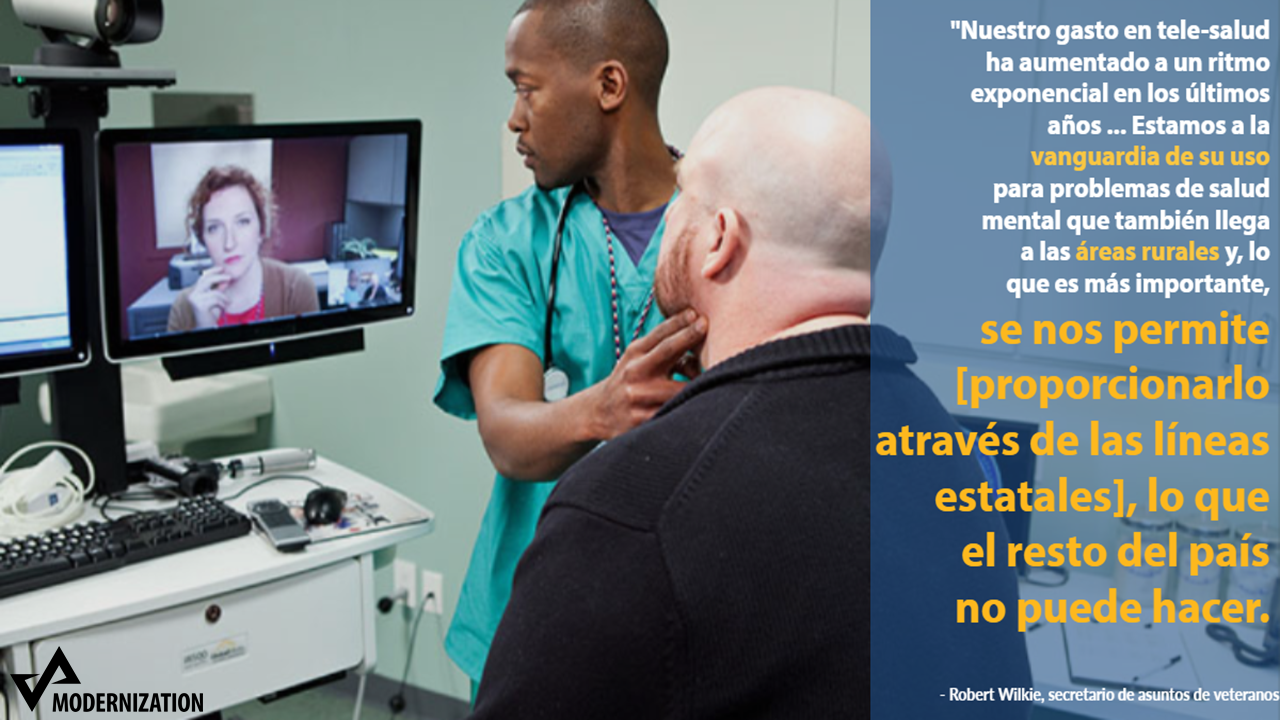 "Nuestro gasto en tele-salud
ha aumentado a un ritmo
exponencial en los últimos
años ... Estamos a la
vanguardia de su uso
para problemas de salud
mental que también llega
a las áreas rurales y, lo
que es más importante,
se nos permite
[proporcionarlo
através de las líneas
estatales], lo que
el resto del país
no puede hacer.
- Robert Wilkie, secretario de asuntos de veteranos
MODERNIZATION